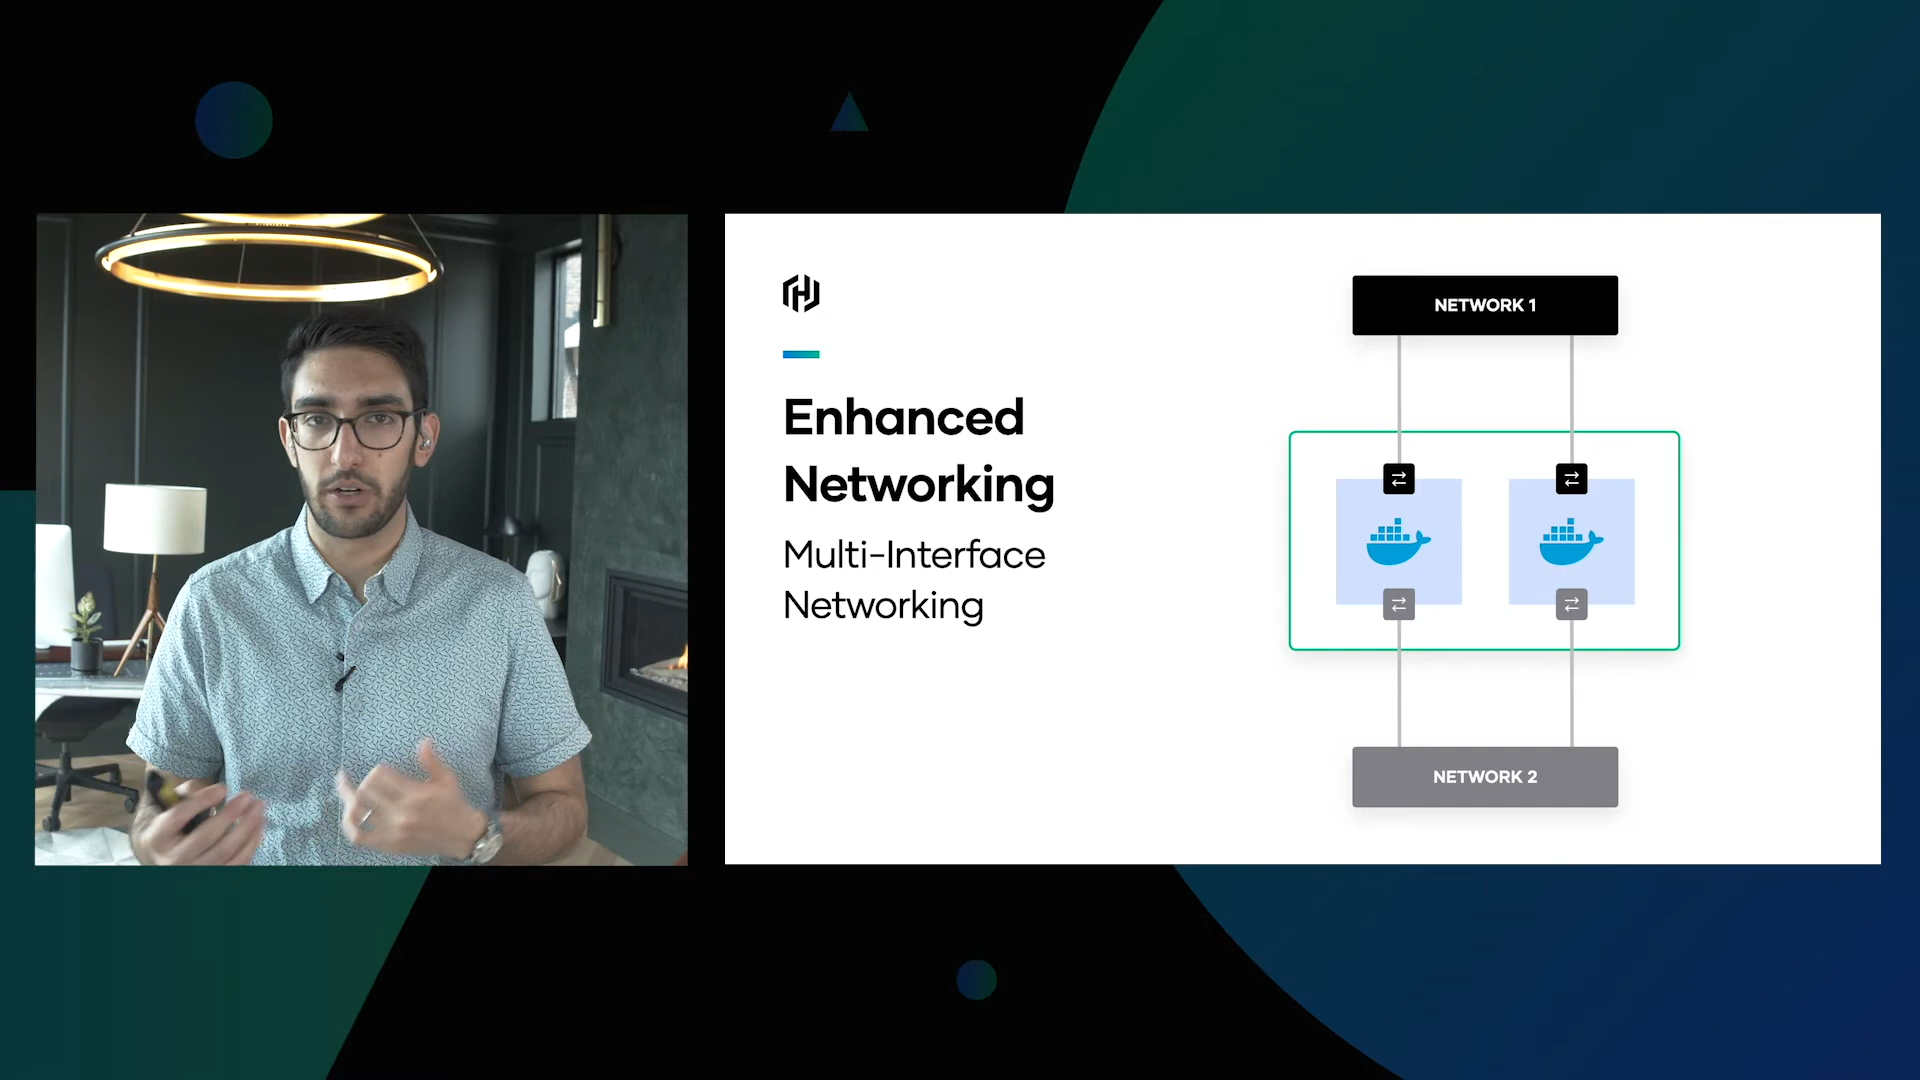 Enhanced
Networking
Multi-Interface
Networking
NETWORK 1
NETWORK 2